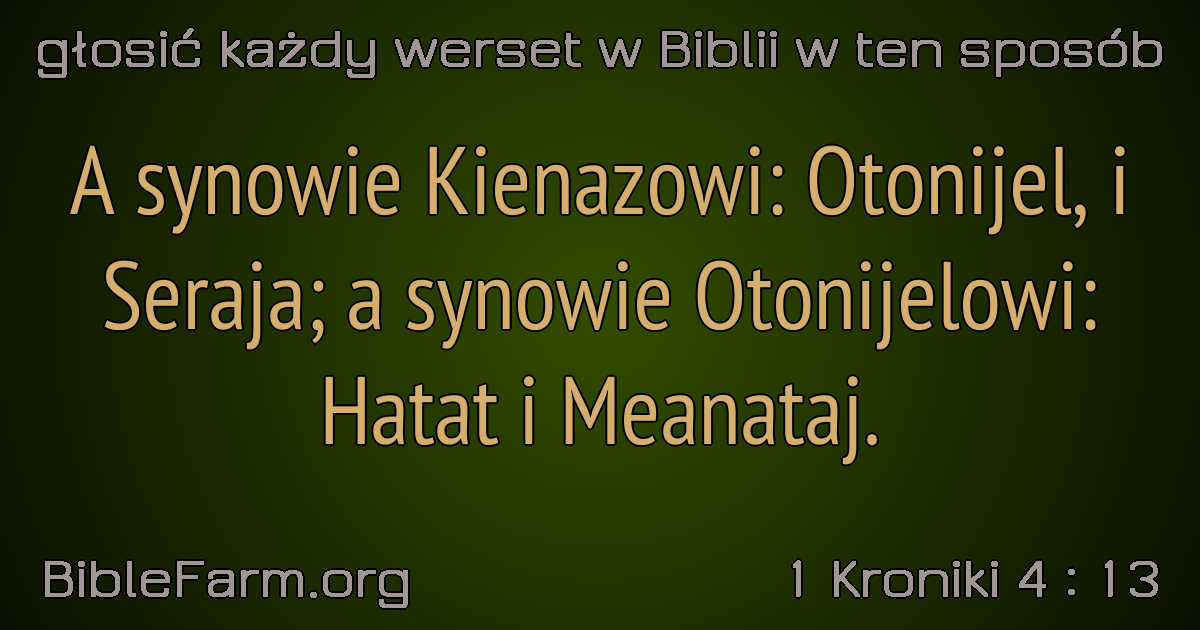 głosić każdy werset w Biblii w ten sposób
A synowie Kienazowi: Otonijel, i
Seraja; a synowie Otonijelowi:
Hatat i Meanataj.
BibleFarm.org
1 Kroniki 4 : 13